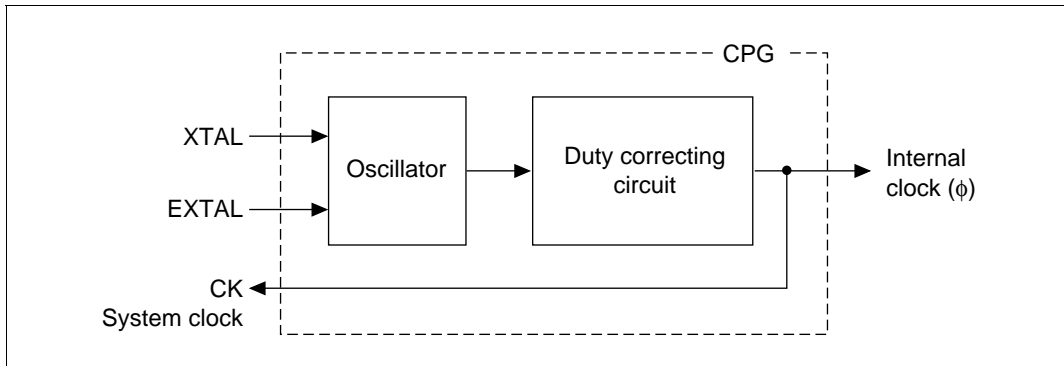 CPG
XTAL
EXTAL
Oscillator
Duty correcting
circuit
Internal
clock (ϕ)
CK
System clock